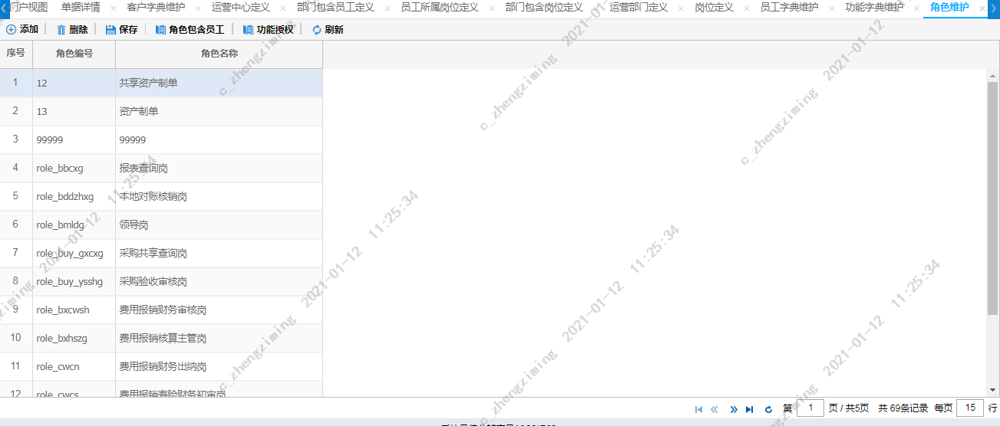 门户视图 单据详情 × 客户字典维护 × 运营中心定义 × 部门包含员工定义 × 员工所属岗位定义 × 部门包含岗位定义 × 运营部门定义 × 岗位定义 × 员工字典维护 × 功能字典维护 × 角色维护 ×
添加 删除 保存 角色包含员工 功能授权 刷新
序号 角色编号 角色名称
1 12 共享资产制单
2 13 资产制单
3 99999 99999
4 role_bbcxg 报表查询岗
5 role_bddzhxg 本地对账核销岗
6 role_bmldg 领导岗
7 role_buy_gxcxg 采购共享查询岗
8 role_buy_ysshg 采购验收审核岗
9 role_bxcwsh 费用报销财务审核岗
10 role_bxhszg 费用报销核算主管岗
11 role_cwcn 费用报销财务出纳岗
12 role_cwcs 费用报销寿险财务初审岗
第 1 页 / 共5页 共 69条记录 每页 15 行
c_zhengziming 2021-01-12 11:25:34